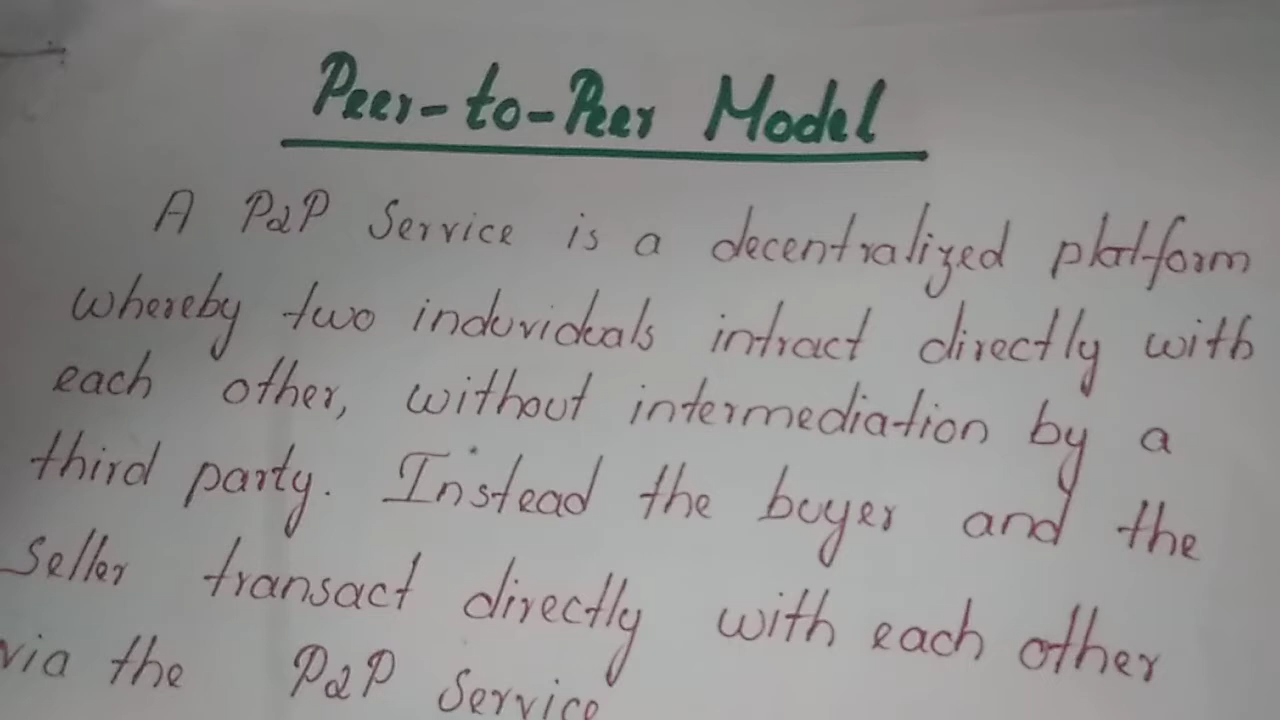 Peer-to-Peer Model
A P2P Service is a decentralized platform
whereby two induviduals intract directly with
each other, without intermediation by a
third party. Instead the buyer and the
Seller transact directly with each other
via the P2P Service